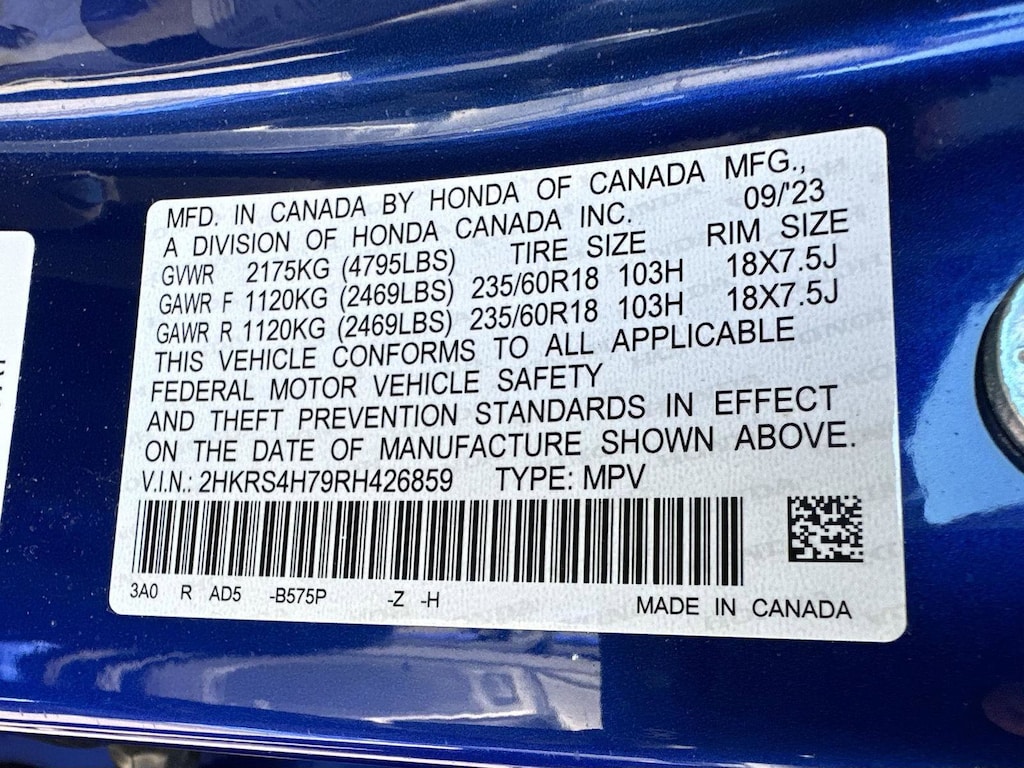 MFD. IN CANADA BY HONDA OF CANADA MFG.,
A DIVISION OF HONDA CANADA INC. 09/'23
GVWR 2175KG (4795LBS) TIRE SIZE RIM SIZE
GAWR F 1120KG (2469LBS) 235/60R18 103H 18X7.5J
GAWR R 1120KG (2469LBS) 235/60R18 103H 18X7.5J
THIS VEHICLE CONFORMS TO ALL APPLICABLE
FEDERAL MOTOR VEHICLE SAFETY
AND THEFT PREVENTION STANDARDS IN EFFECT
ON THE DATE OF MANUFACTURE SHOWN ABOVE.
V.I.N.: 2HKRS4H79RH426859 TYPE: MPV
3A0 R AD5 -B575P -Z -H
MADE IN CANADA